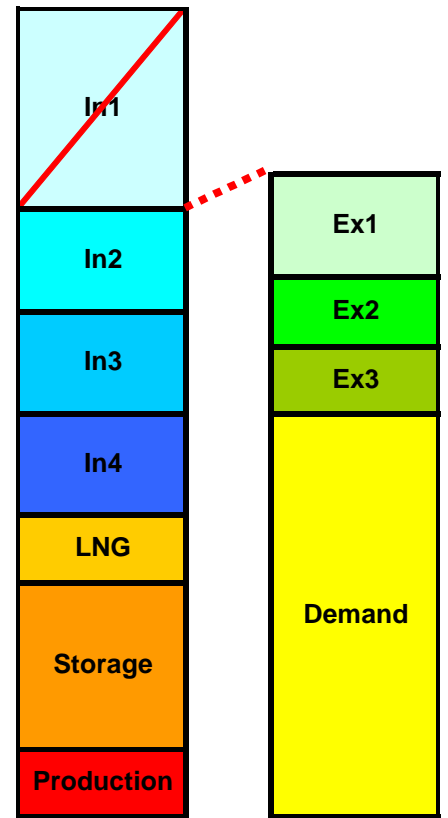 In1
In2
In3
In4
LNG
Storage
Production
Ex1
Ex2
Ex3
Demand